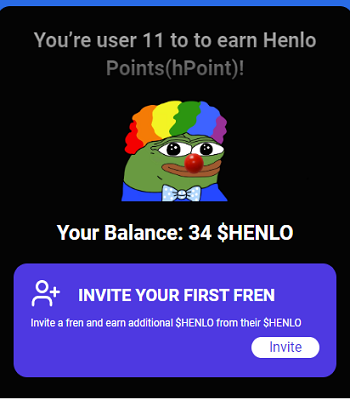 You're user 11 to to earn Henlo
Points(hPoint)!
Your Balance: 34 $HENLO
INVITE YOUR FIRST FREN
Invite a fren and earn additional $HENLO from their $HENLO
Invite